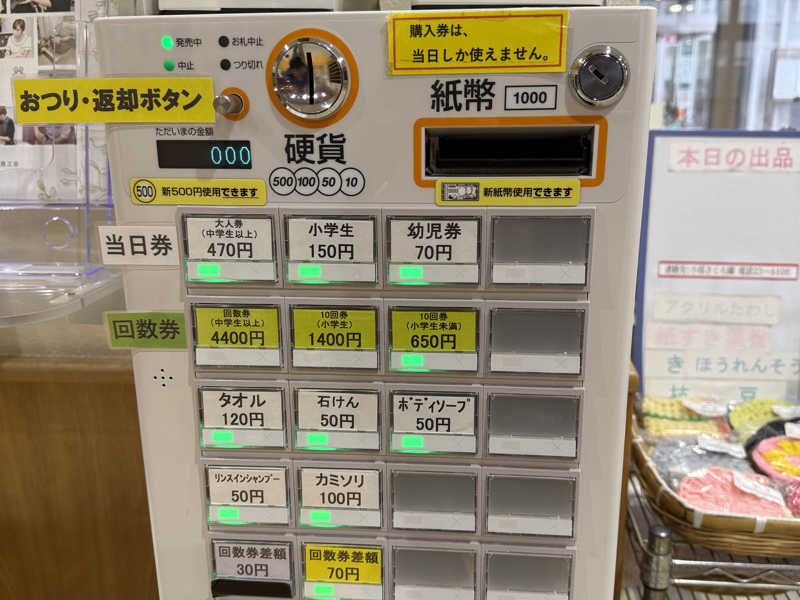 発売中
お札中止
中止
つり切れ
おつり・返却ボタン
ただいまの金額
000
500 新500円使用できます
硬貨
500 100 50 10
購入券は、
当日しか使えません。
紙幣 1000
新紙幣使用できます
当日券
大人券
(中学生以上)
470円
小学生
150円
幼児券
70円
回数券
回数券
(中学生以上)
4400円
10回券
(小学生)
1400円
10回券
(小学生未満)
650円
タオル
120円
石けん
50円
ボディソープ
50円
リンスインシャンプー
50円
カミソリ
100円
回数券差額
30円
回数券差額
70円
本日の出品
アクリルたわし
ほうれんそう